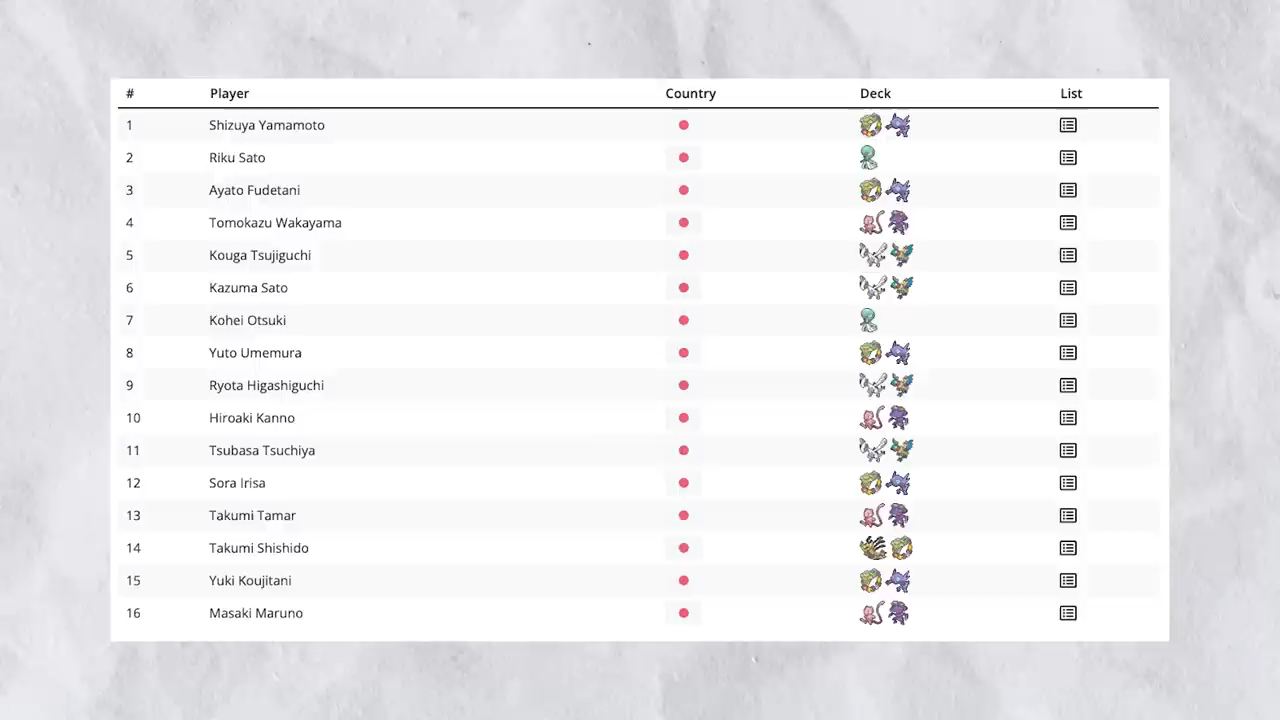 # Player Country Deck List
1 Shizuya Yamamoto
2 Riku Sato
3 Ayato Fudetani
4 Tomokazu Wakayama
5 Kouga Tsujiguchi
6 Kazuma Sato
7 Kohei Otsuki
8 Yuto Umemura
9 Ryota Higashiguchi
10 Hiroaki Kanno
11 Tsubasa Tsuchiya
12 Sora Irisa
13 Takumi Tamar
14 Takumi Shishido
15 Yuki Koujitani
16 Masaki Maruno